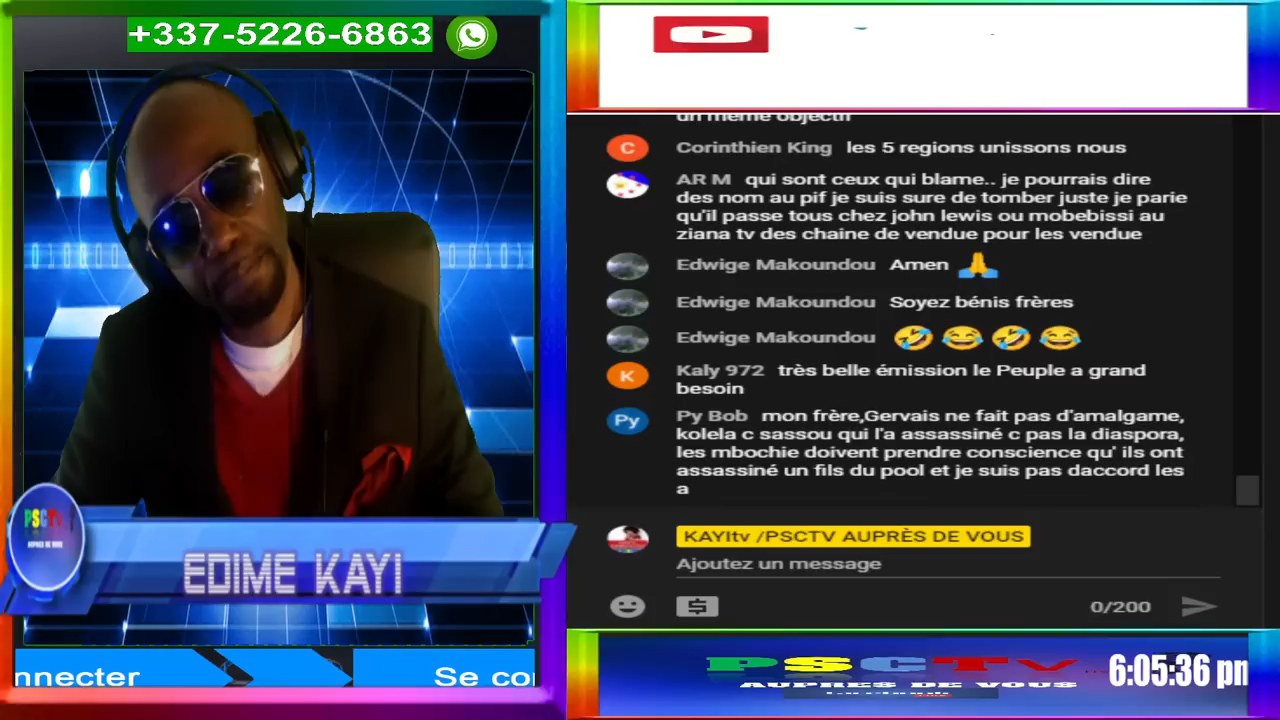 +337-5226-6863
un même objectif
Corinthien King les 5 regions unissons nous
AR M qui sont ceux qui blame.. je pourrais dire
des nom au pif je suis sure de tomber juste je parie
qu'il passe tous chez john lewis ou mobebissi au
ziana tv des chaine de vendue pour les vendue
Edwige Makoundou Amen 🙏
Edwige Makoundou Soyez bénis frères
Edwige Makoundou 🤣😂🤣😂
K
Kaly 972 très belle émission le Peuple a grand
besoin
Py
Py Bob mon frère,Gervais ne fait pas d'amalgame,
kolela c sassou qui l'a assassiné c pas la diaspora,
les mbochie doivent prendre conscience qu' ils ont
assassiné un fils du pool et je suis pas daccord les
a
KAYItv /PSCTV AUPRÈS DE VOUS
Ajoutez un message
0/200
PSCTv
AUPRES DE VOUS
EDIME KAYI
nnecter
Se co
PSCTv
AUPRES DE VOUS
6:05:36 pm